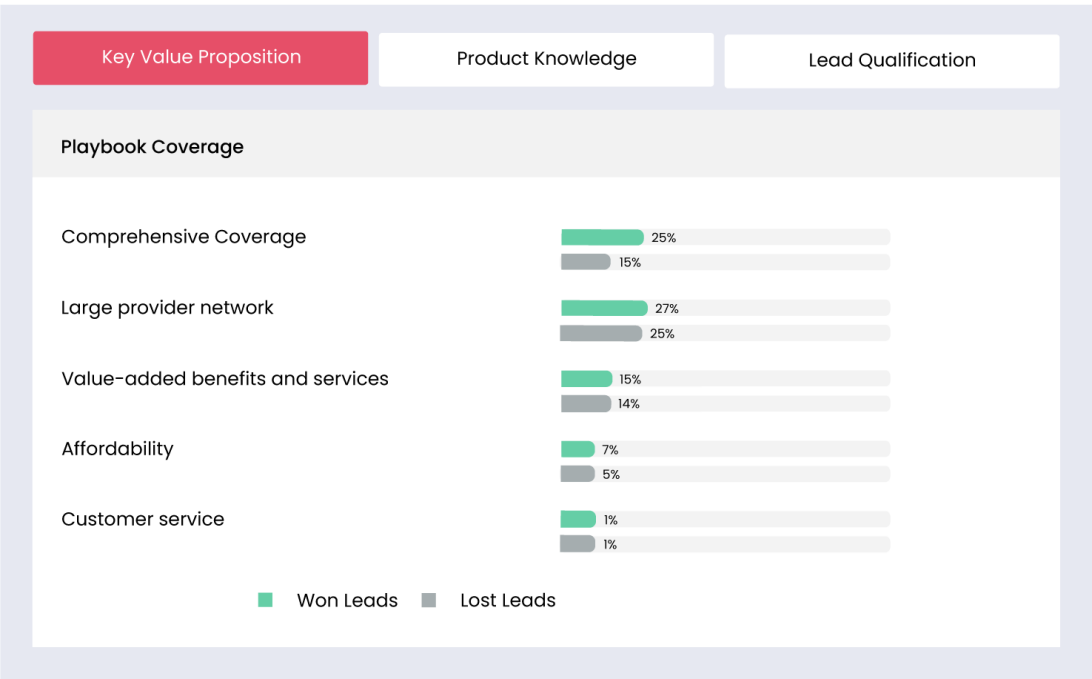 Key Value Proposition
Product Knowledge
Lead Qualification
Playbook Coverage
Comprehensive Coverage
25%
15%
Large provider network
27%
25%
Value-added benefits and services
15%
14%
Affordability
7%
5%
Customer service
1%
1%
Won Leads
Lost Leads